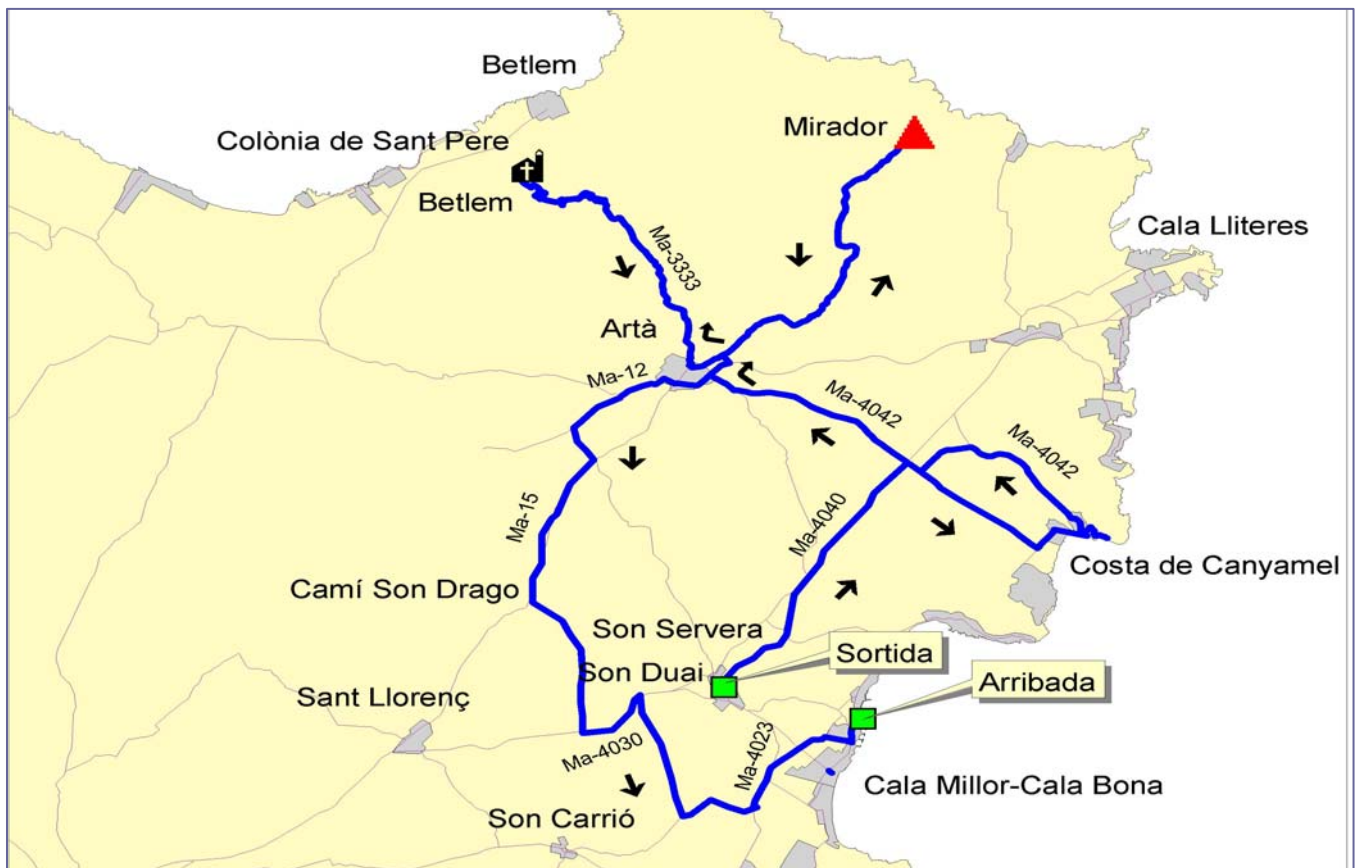 Betlem
Mirador
Colònia de Sant Pere
Betlem
Cala Lliteres
Ma-3333
Artà
Ma-12
Ma-4042
Ma-4042
Ma-15
Ma-4040
Costa de Canyamel
Camí Son Drago
Son Servera
Sortida
Son Duai
Arribada
Sant Llorenç
Ma-4030
Ma-4023
Cala Millor-Cala Bona
Son Carrió